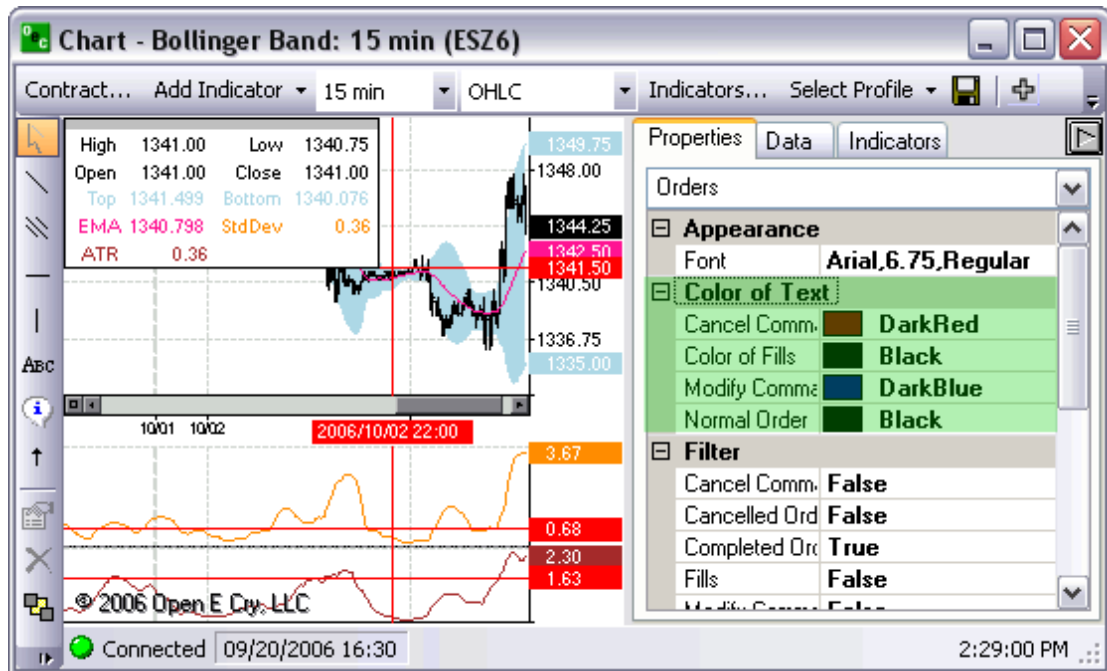 Oec Chart - Bollinger Band: 15 min (ESZ6)
Contract... Add Indicator 15 min OHLC Indicators... Select Profile
High 1341.00 Low 1340.75
Open 1341.00 Close 1341.00
Top 1341.499 Bottom 1340.076
EMA 1340.798 StdDev 0.36
ATR 0.36
ABC
1349.75
1348.00
1344.25
1342.50
1341.50
1340.50
1336.75
1335.00
10/01 10/02 2006/10/02 22:00
3.67
0.68
2.30
1.63
© 2006 Open E Cry, LLC
Properties Data Indicators
Orders
Appearance
Font Arial,6.75,Regular
Color of Text
Cancel Comm DarkRed
Color of Fills Black
Modify Comma DarkBlue
Normal Order Black
Filter
Cancel Comm False
Cancelled Ord False
Completed Orc True
Fills False
Connected 09/20/2006 16:30 2:29:00 PM